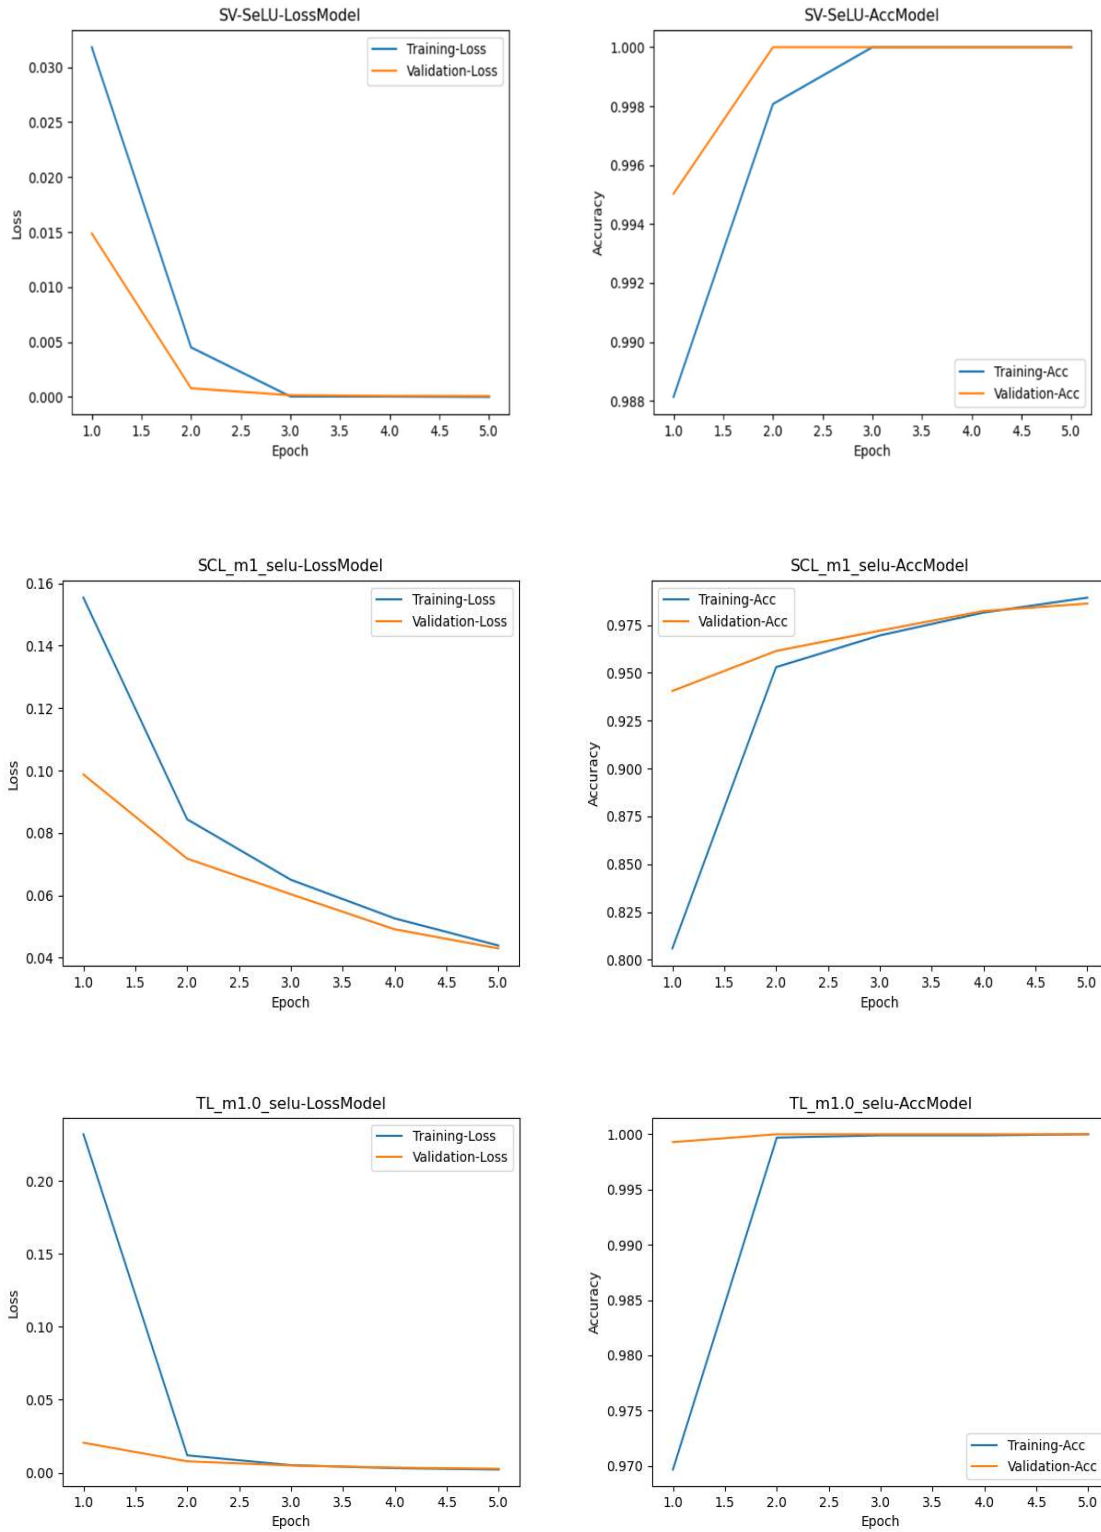 SV-SeLU-LossModel
Training-Loss
Validation-Loss
0.030
0.025
0.020
0.015
0.010
0.005
0.000
Loss
1.0 1.5 2.0 2.5 3.0 3.5 4.0 4.5 5.0
Epoch
SV-SeLU-AccModel
1.000
0.998
0.996
0.994
0.992
0.990
0.988
Accuracy
Training-Acc
Validation-Acc
1.0 1.5 2.0 2.5 3.0 3.5 4.0 4.5 5.0
Epoch
SCL_m1_selu-LossModel
Training-Loss
Validation-Loss
0.16
0.14
0.12
0.10
0.08
0.06
0.04
Loss
1.0 1.5 2.0 2.5 3.0 3.5 4.0 4.5 5.0
Epoch
SCL_m1_selu-AccModel
Training-Acc
Validation-Acc
0.975
0.950
0.925
0.900
0.875
0.850
0.825
0.800
Accuracy
1.0 1.5 2.0 2.5 3.0 3.5 4.0 4.5 5.0
Epoch
TL_m1.0_selu-LossModel
Training-Loss
Validation-Loss
0.20
0.15
0.10
0.05
0.00
Loss
1.0 1.5 2.0 2.5 3.0 3.5 4.0 4.5 5.0
Epoch
TL_m1.0_selu-AccModel
1.000
0.995
0.990
0.985
0.980
0.975
0.970
Accuracy
Training-Acc
Validation-Acc
1.0 1.5 2.0 2.5 3.0 3.5 4.0 4.5 5.0
Epoch